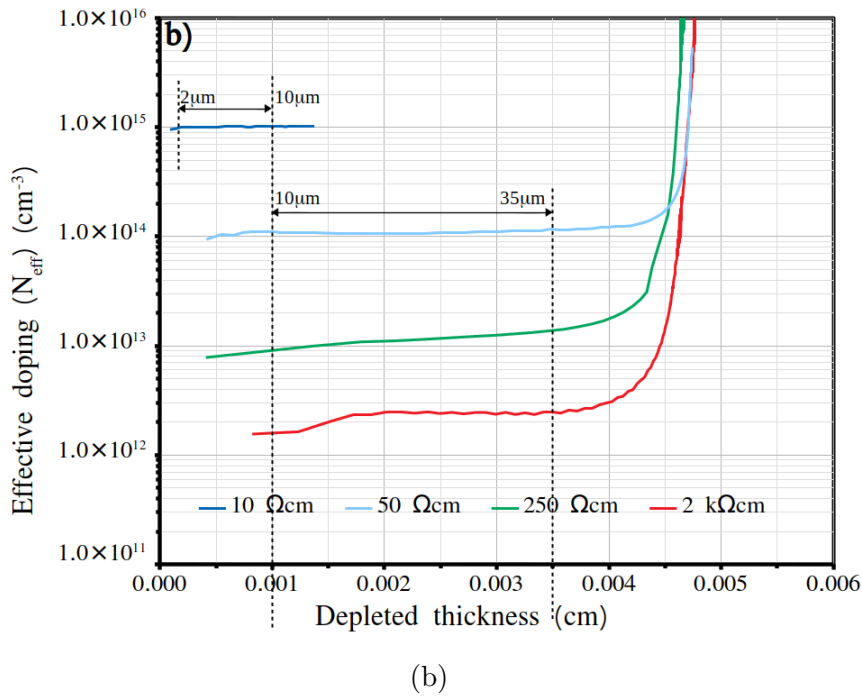 1.0×10¹⁶
b)
2μm 10μm
1.0×10¹⁵
10μm 35μm
1.0×10¹⁴
1.0×10¹³
1.0×10¹²
1.0×10¹¹
Effective doping (N_eff) (cm⁻³)
10 Ωcm 50 Ωcm 250 Ωcm 2 kΩcm
0.000 0.001 0.002 0.003 0.004 0.005 0.006
Depleted thickness (cm)
(b)